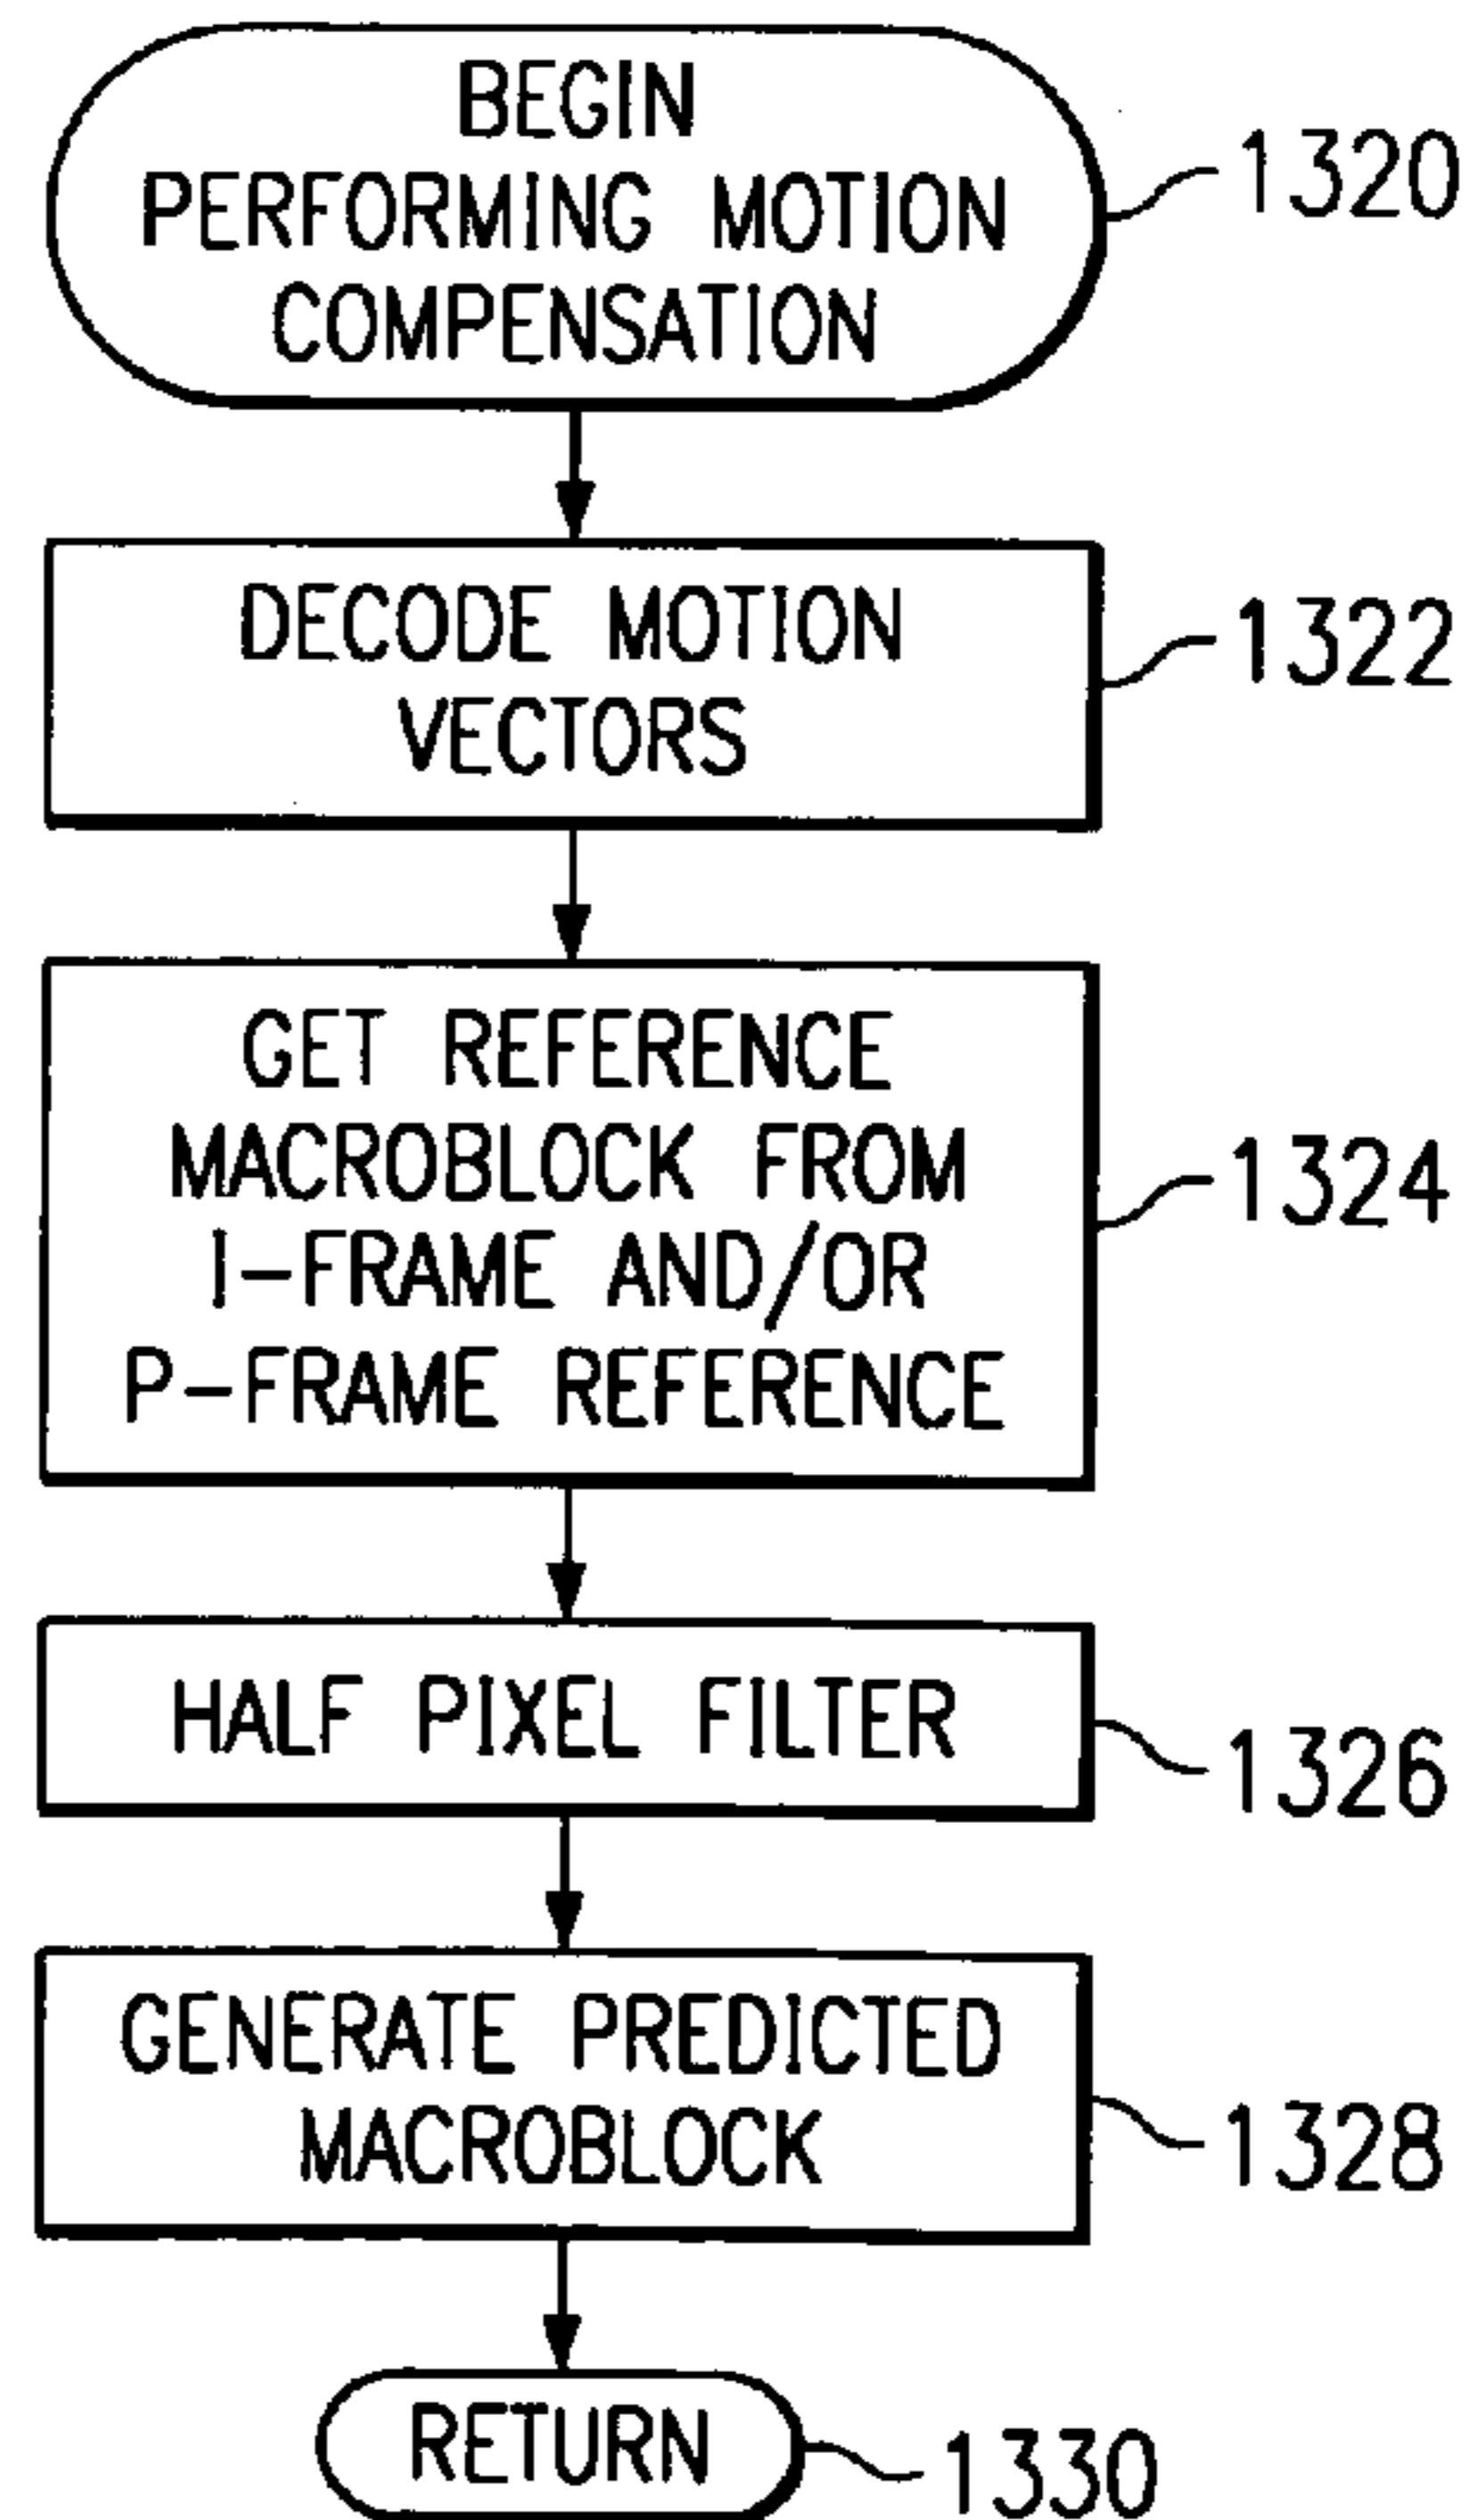 BEGIN
PERFORMING MOTION
COMPENSATION
1320
DECODE MOTION
VECTORS
1322
GET REFERENCE
MACROBLOCK FROM
I-FRAME AND/OR
P-FRAME REFERENCE
1324
HALF PIXEL FILTER
1326
GENERATE PREDICTED
MACROBLOCK
1328
RETURN
1330